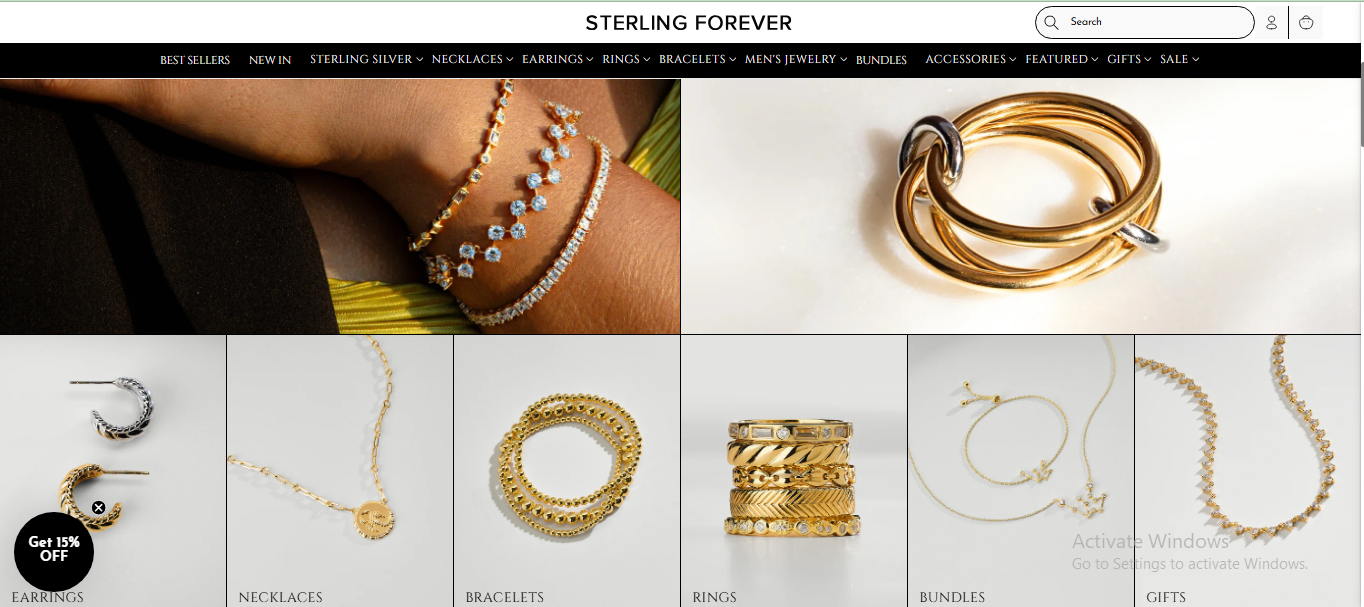 STERLING FOREVER
Search
BEST SELLERS NEW IN STERLING SILVER NECKLACES EARRINGS RINGS BRACELETS MEN'S JEWELRY BUNDLES ACCESSORIES FEATURED GIFTS SALE
Get 15%
OFF
Activate Windows
Go to Settings to activate Windows.
EARRINGS NECKLACES BRACELETS RINGS BUNDLES GIFTS